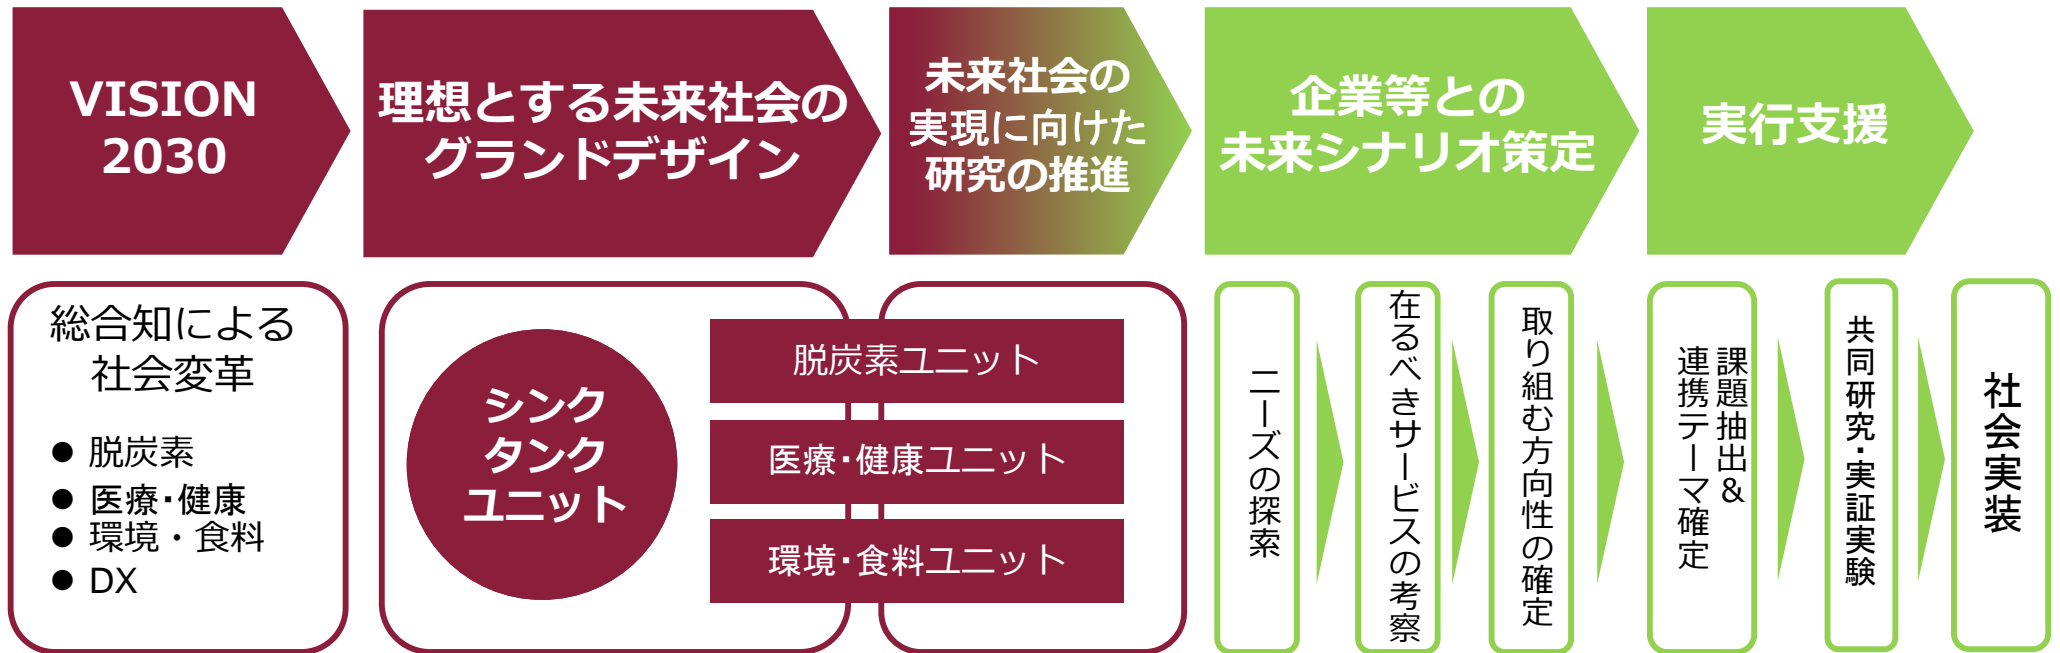 VISION
2030
理想とする未来社会の
グランドデザイン
未来社会の
実現に向けた
研究の推進
企業等との
未来シナリオ策定
実行支援
総合知による
社会変革
● 脱炭素
● 医療・健康
● 環境・食料
● DX
シンク
タンク
ユニット
脱炭素ユニット
医療・健康ユニット
環境・食料ユニット
ニーズの探索
在るべきサービスの考察
取り組む方向性の確定
課題抽出&
連携テーマ確定
共同研究・実証実験
社会実装